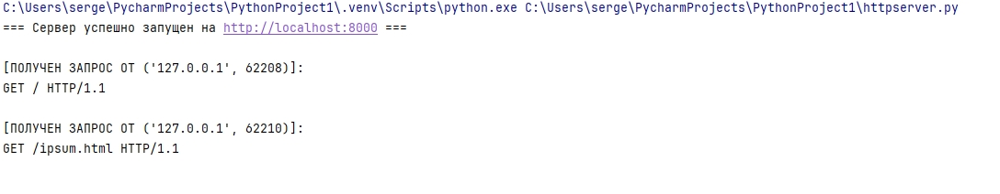 C:\Users\serge\PycharmProjects\PythonProject1\.venv\Scripts\python.exe C:\Users\serge\PycharmProjects\PythonProject1\httpserver.py
=== Сервер успешно запущен на http://localhost:8000 ===
[ПОЛУЧЕН ЗАПРОС ОТ ('127.0.0.1', 62208)]:
GET / HTTP/1.1
[ПОЛУЧЕН ЗАПРОС ОТ ('127.0.0.1', 62210)]:
GET /ipsum.html HTTP/1.1